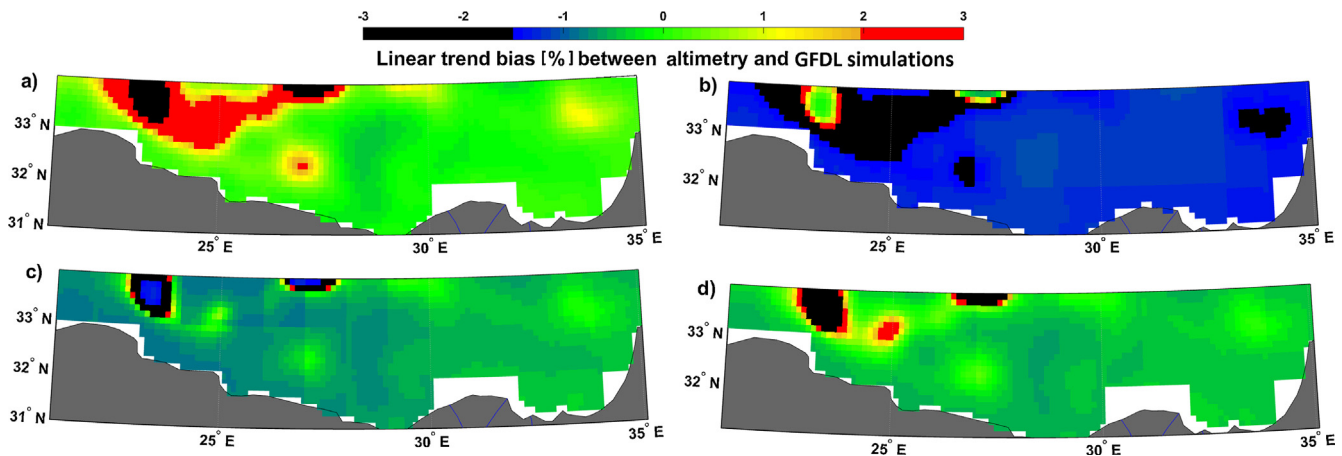 -3 -2 -1 0 1 2 3
Linear trend bias [%] between altimetry and GFDL simulations
a)
33° N
32° N
31° N
25° E
30° E
35° E
b)
33° N
32° N
25° E
30° E
35° E
c)
33° N
32° N
31° N
25° E
30° E
35° E
d)
33° N
32° N
25° E
30° E
35° E